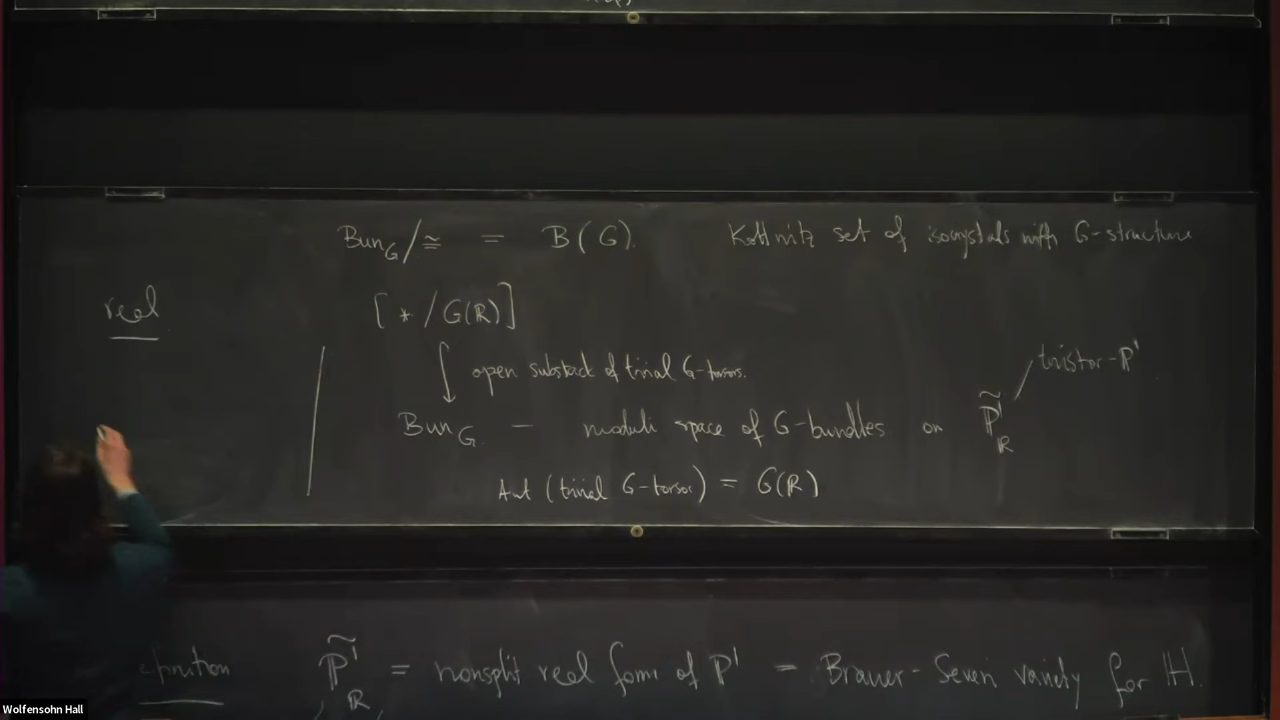 Bun_G/≅ = B(G). Kottwitz set of isocrystals with G-structure
real
[ * / G(ℝ) ]
open substack of trivial G-torsors.
twistor-ℙ¹
Bun_G — moduli space of G-bundles on ℙ̃¹_ℝ
Aut (trivial G-torsor) = G(ℝ)
efinition ℙ̃¹_ℝ = nonsplit real form of ℙ¹ = Brauer-Severi variety for ℍ.
Wolfensohn Hall